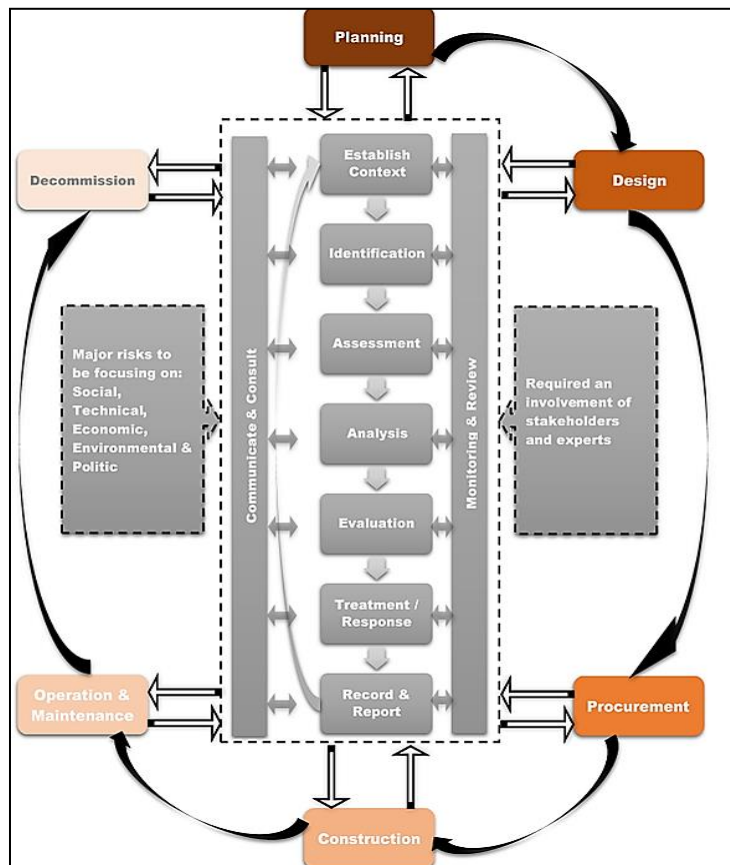 Planning
Decommission
Design
Establish
Context
Identification
Assessment
Analysis
Evaluation
Treatment /
Response
Record &
Report
Communicate & Consult
Monitoring & Review
Major risks to
be focusing on:
Social,
Technical,
Economic,
Environmental &
Politic
Required an
involvement of
stakeholders
and experts
Operation &
Maintenance
Procurement
Construction